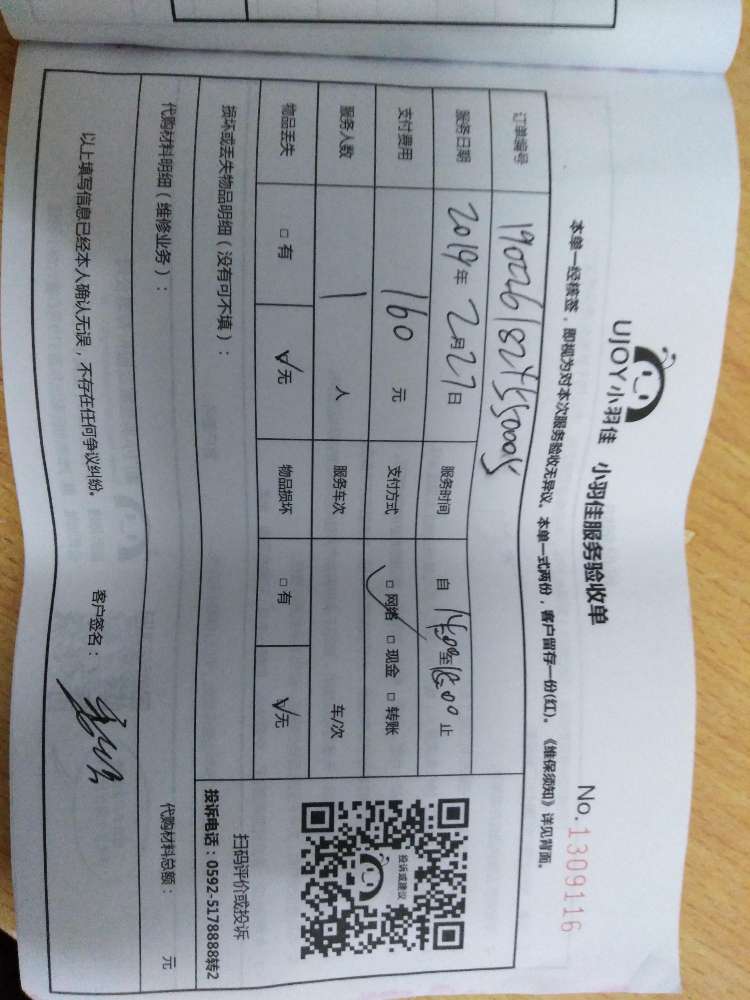 UJOY小羽佳 小羽佳服务验收单
No.1309116
本单一经核签，即视为对本次服务验收无异议。本单一式两份，客户留存一份(红)。《维保须知》详见背面。
订单编号
服务日期 2019年 2月27日 服务时间 自 至 止
支付费用 160 元 支付方式 □网络 □现金 □转账
服务人数 1 人 服务车次 车/次
物品丢失 □有 √无 物品损坏 □有 √无
投诉或建议
扫码评价或投诉
投诉电话：0592-5178888转2
损坏或丢失物品明细（没有可不填）：
代购材料明细（维修业务）： 代购材料总额： 元
以上填写信息已经本人确认无误，不存在任何争议纠纷。 客户签名：